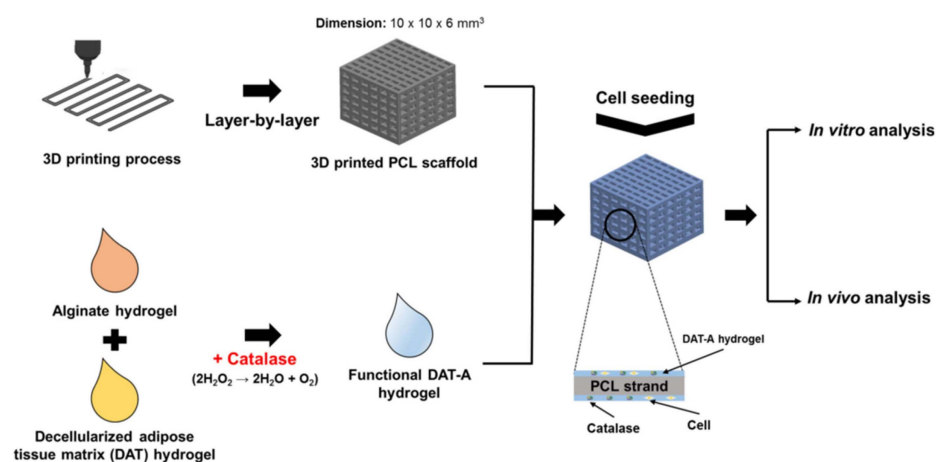 Dimension: 10 x 10 x 6 mm³
Layer-by-layer
3D printing process
3D printed PCL scaffold
Cell seeding
In vitro analysis
In vivo analysis
Alginate hydrogel
+ Catalase
(2H₂O₂ → 2H₂O + O₂)
Functional DAT-A
hydrogel
Decellularized adipose
tissue matrix (DAT) hydrogel
DAT-A hydrogel
PCL strand
Catalase
Cell